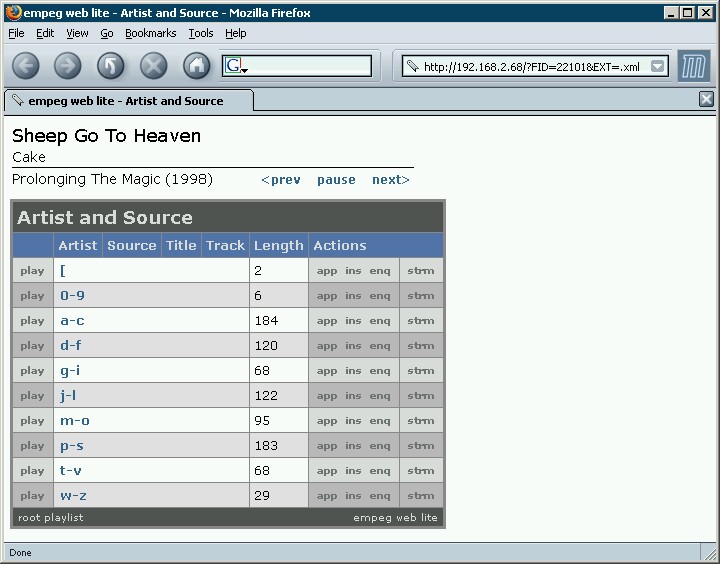 empeg web lite - Artist and Source - Mozilla Firefox
File Edit View Go Bookmarks Tools Help
G http://192.168.2.68/?FID=22101&EXT=.xml m
empeg web lite - Artist and Source
Sheep Go To Heaven
Cake
Prolonging The Magic (1998) <prev pause next>
Artist and Source
Artist Source Title Track Length Actions
play [ 2 app ins enq strm
play 0-9 6 app ins enq strm
play a-c 184 app ins enq strm
play d-f 120 app ins enq strm
play g-i 68 app ins enq strm
play j-l 122 app ins enq strm
play m-o 95 app ins enq strm
play p-s 183 app ins enq strm
play t-v 68 app ins enq strm
play w-z 29 app ins enq strm
root playlist empeg web lite
Done